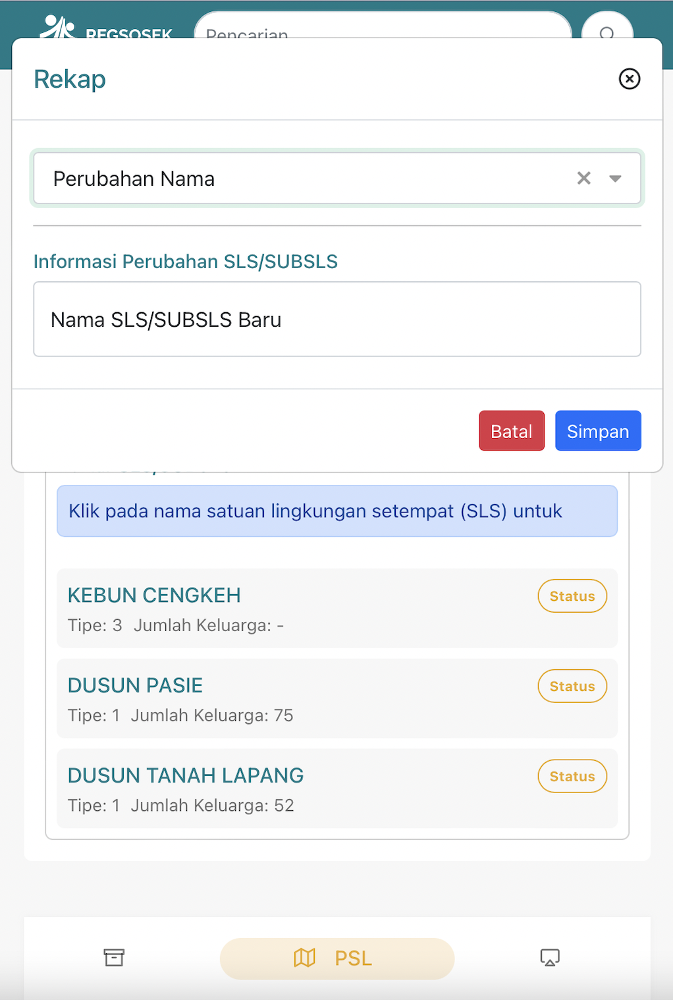 REGSOSEK
Pencarian
Rekap
Perubahan Nama
Informasi Perubahan SLS/SUBSLS
Nama SLS/SUBSLS Baru
Batal
Simpan
Klik pada nama satuan lingkungan setempat (SLS) untuk
KEBUN CENGKEH
Status
Tipe: 3 Jumlah Keluarga: -
DUSUN PASIE
Status
Tipe: 1 Jumlah Keluarga: 75
DUSUN TANAH LAPANG
Status
Tipe: 1 Jumlah Keluarga: 52
PSL